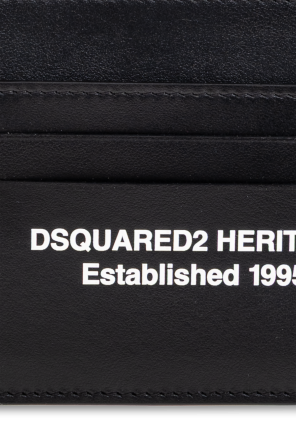 DSQUARED2 HERIT
Established 1995